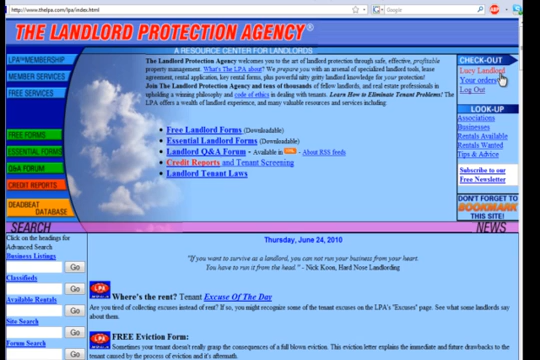 http://www.thelpa.com/lpa/index.html
Google
ABP
THE LANDLORD PROTECTION AGENCY®
A RESOURCE CENTER FOR LANDLORDS
LPA™MEMBERSHIP
MEMBER SERVICES
FREE SERVICES
FREE FORMS
ESSENTIAL FORMS
Q&A FORUM
CREDIT REPORTS
DEADBEAT
DATABASE
The Landlord Protection Agency welcomes you to the art of landlord protection through safe, effective, profitable
property management. What's The LPA about? We prepare you with an arsenal of specialized landlord tools, lease
agreement, rental application, key rental forms, plus powerful nitty gritty landlord knowledge for your protection!
Join The Landlord Protection Agency and tens of thousands of fellow landlords, and real estate professionals in
upholding a winning philosophy and code of ethics in dealing with tenants. Learn How to Eliminate Tenant Problems! The
LPA offers a wealth of landlord experience, and many valuable resources and services including:
• Free Landlord Forms (Downloadable)
• Essential Landlord Forms (Downloadable)
• Landlord Q&A Forum - Available in - About RSS feeds
• Credit Reports and Tenant Screening
• Landlord Tenant Laws
CHECK-OUT
Lucy Landlord
Your orders
Log Out
LOOK-UP
Associations
Businesses
Rentals Available
Rentals Wanted
Tips & Advice
Subscribe to our
Free Newsletter
DON'T FORGET TO
BOOKMARK
THIS SITE!
SEARCH
NEWS
Click on the headings for
Advanced Search
Business Listings
Go
Classifieds
Go
Available Rentals
Go
Site Search
Go
Forum Search
Go
Thursday, June 24, 2010
"If you want to survive as a landlord, you can not run your business from your heart.
You have to run it from the head." - Nick Koon, Hard Nose Landlording
LPA
Where's the rent? Tenant Excuse Of The Day
Are you tired of collecting excuses instead of rent? If so, you might recognize some of the tenant excuses on the LPA's "Excuses" page. See what some landlords say
about them.
LPA
FREE Eviction Form:
Sometimes your tenant doesn't really grasp the consequences of a full blown eviction. This eviction letter explains the immediate and future drawbacks to the
tenant caused by the process of eviction and it's aftermath.